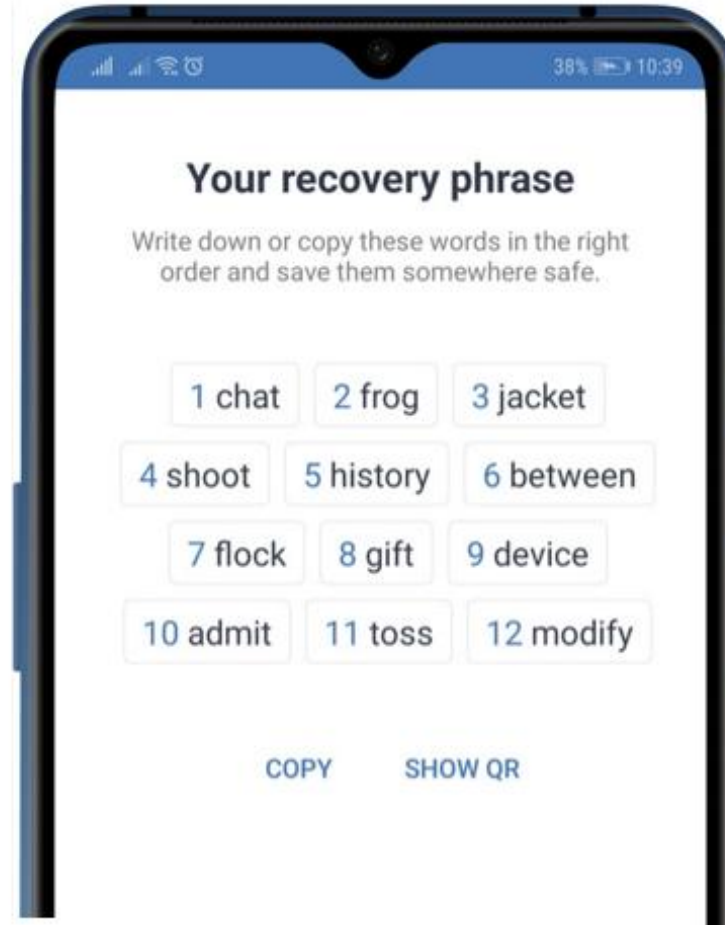 38% 10:39
Your recovery phrase
Write down or copy these words in the right
order and save them somewhere safe.
1 chat 2 frog 3 jacket
4 shoot 5 history 6 between
7 flock 8 gift 9 device
10 admit 11 toss 12 modify
COPY SHOW QR